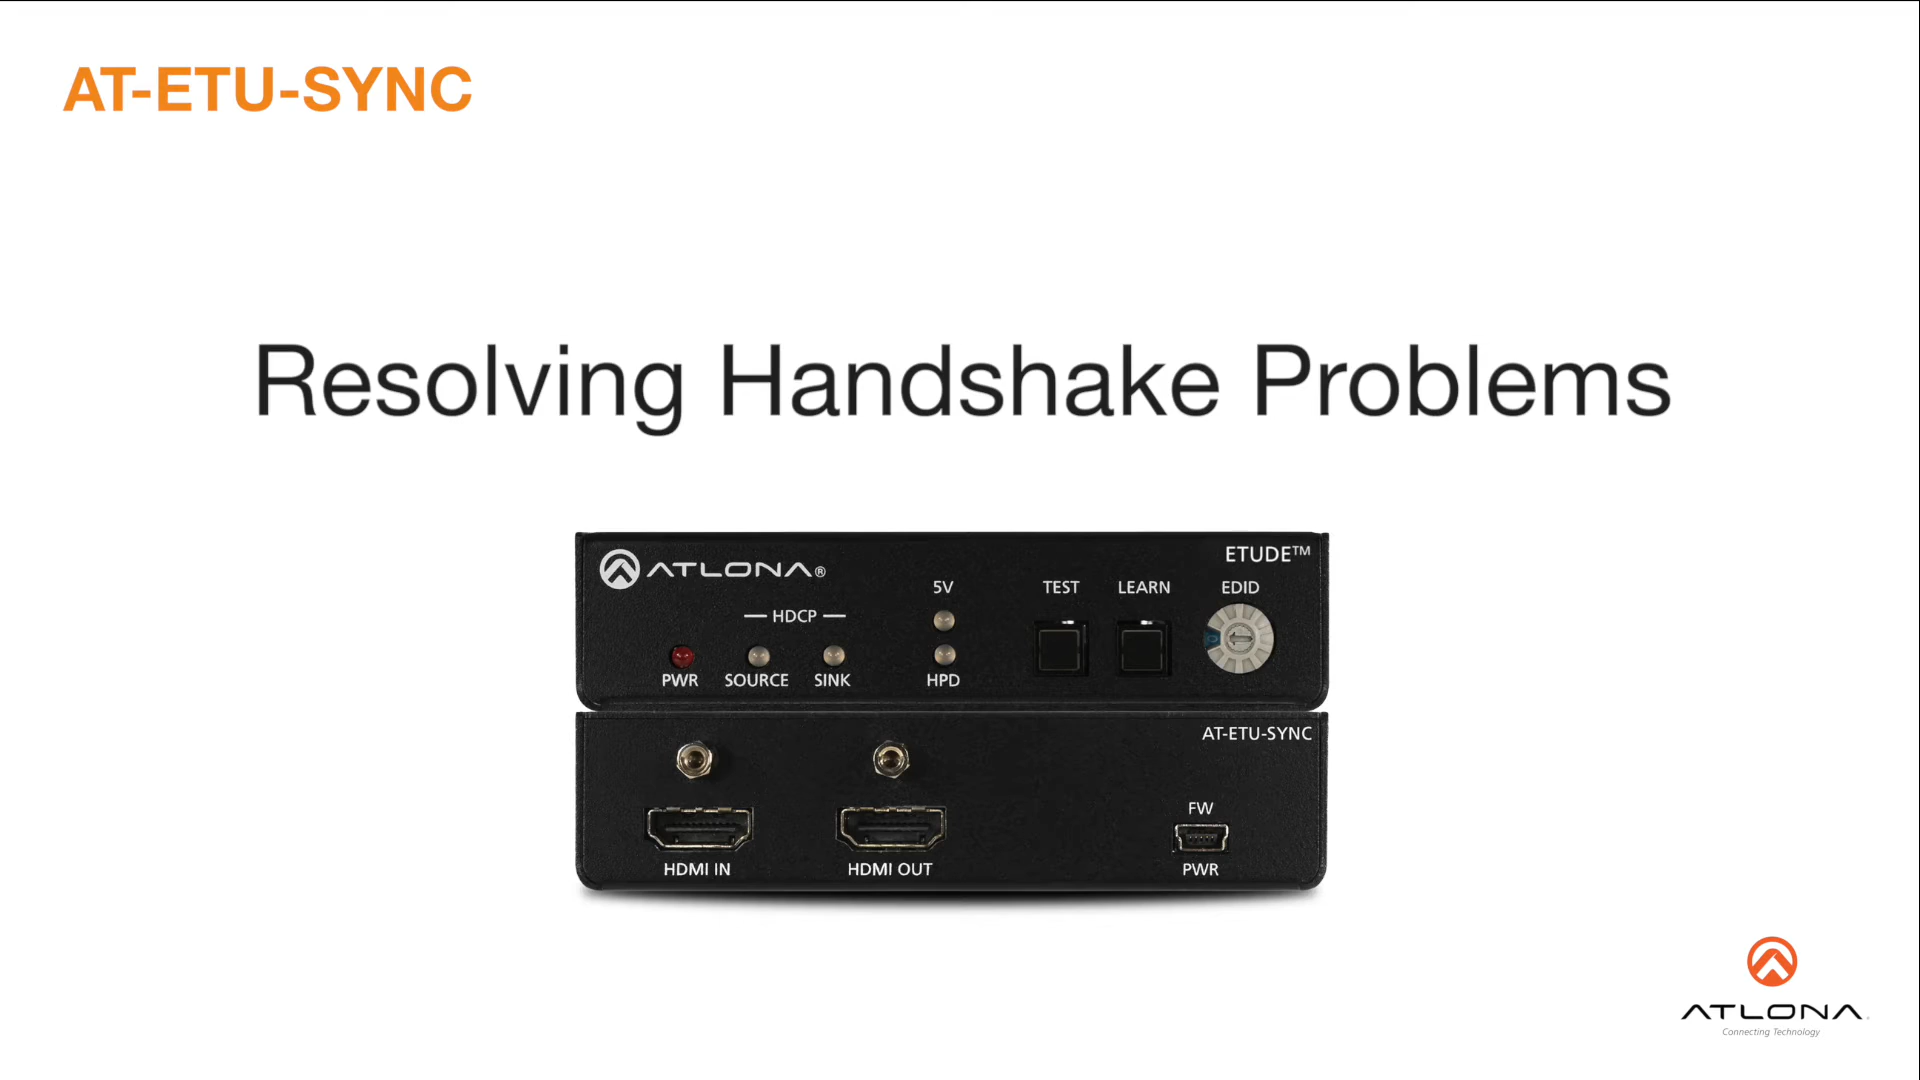 AT-ETU-SYNC
Resolving Handshake Problems
ATLONA®
ETUDE™
5V
TEST
LEARN
EDID
HDCP
0
PWR
SOURCE
SINK
HPD
AT-ETU-SYNC
FW
HDMI IN
HDMI OUT
PWR
ATLONA
Connecting Technology